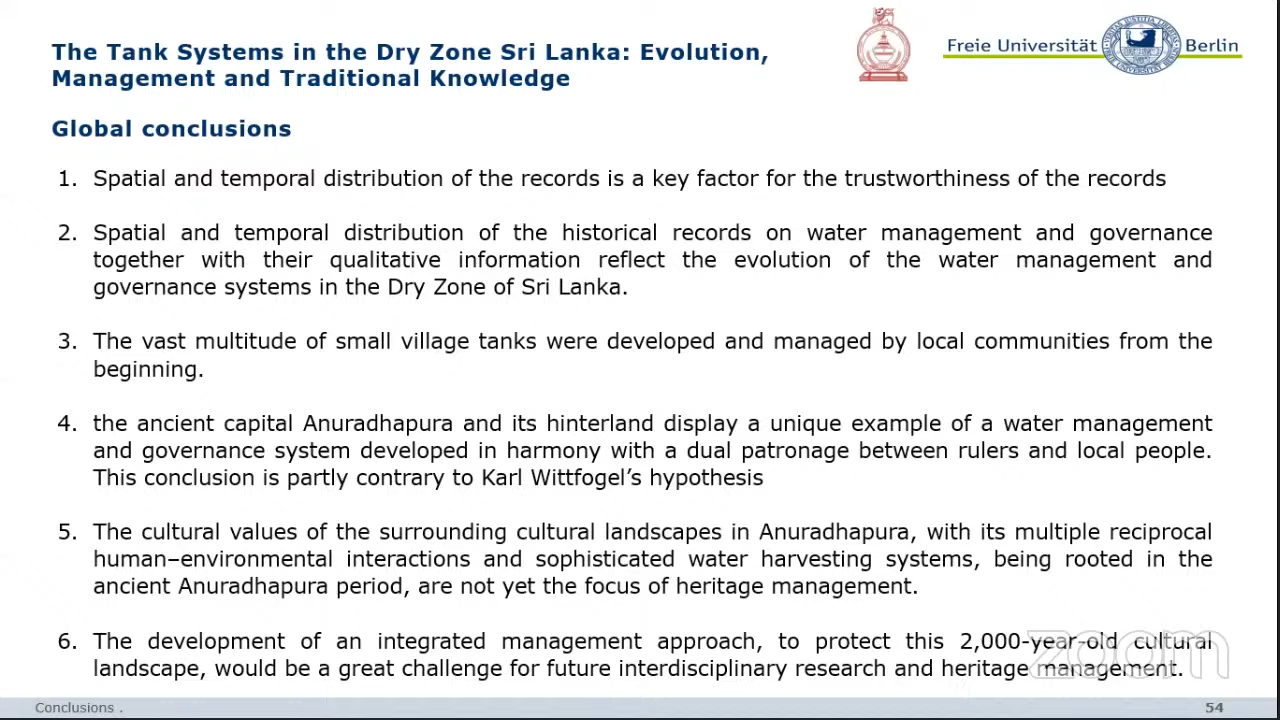 The Tank Systems in the Dry Zone Sri Lanka: Evolution,
Management and Traditional Knowledge
Freie Universität Berlin
Global conclusions
1. Spatial and temporal distribution of the records is a key factor for the trustworthiness of the records
2. Spatial and temporal distribution of the historical records on water management and governance
together with their qualitative information reflect the evolution of the water management and
governance systems in the Dry Zone of Sri Lanka.
3. The vast multitude of small village tanks were developed and managed by local communities from the
beginning.
4. the ancient capital Anuradhapura and its hinterland display a unique example of a water management
and governance system developed in harmony with a dual patronage between rulers and local people.
This conclusion is partly contrary to Karl Wittfogel’s hypothesis
5. The cultural values of the surrounding cultural landscapes in Anuradhapura, with its multiple reciprocal
human–environmental interactions and sophisticated water harvesting systems, being rooted in the
ancient Anuradhapura period, are not yet the focus of heritage management.
6. The development of an integrated management approach, to protect this 2,000-year-old cultural
landscape, would be a great challenge for future interdisciplinary research and heritage management.
zoom
Conclusions .
54